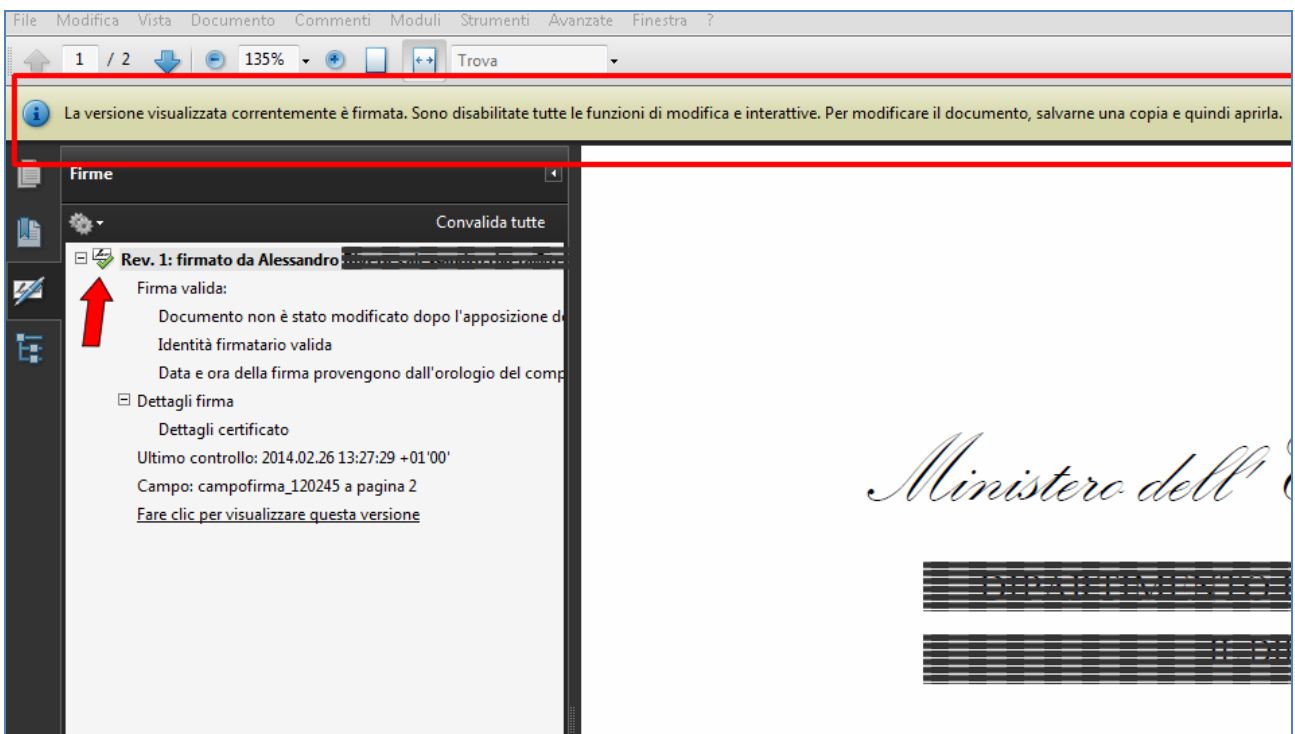 File Modifica Vista Documento Commenti Moduli Strumenti Avanzate Finestra ?
1 / 2 135% Trova
La versione visualizzata correntemente è firmata. Sono disabilitate tutte le funzioni di modifica e interattive. Per modificare il documento, salvarne una copia e quindi aprirla.
Firme
Convalida tutte
Rev. 1: firmato da Alessandro
Firma valida:
Documento non è stato modificato dopo l'apposizione de
Identità firmatario valida
Data e ora della firma provengono dall'orologio del comp
Dettagli firma
Dettagli certificato
Ultimo controllo: 2014.02.26 13:27:29 +01'00'
Campo: campofirma_120245 a pagina 2
Fare clic per visualizzare questa versione
Ministero dell'
DIPARTIMENTO